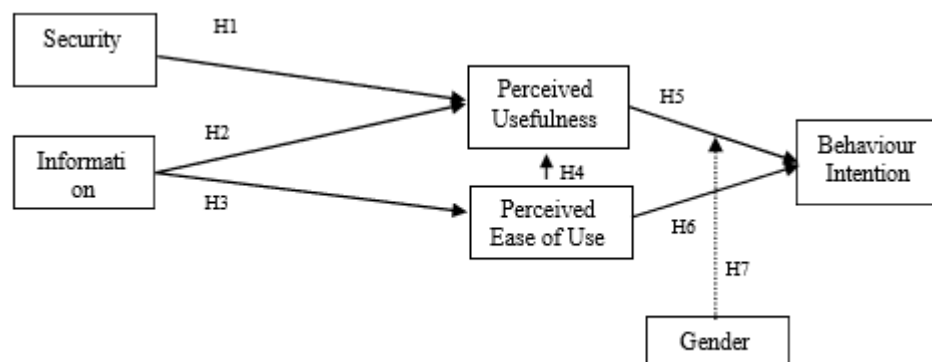 Security
H1
Perceived
Usefulness
H5
H2
Informati
on
Behaviour
Intention
H4
H3
Perceived
Ease of Use
H6
H7
Gender